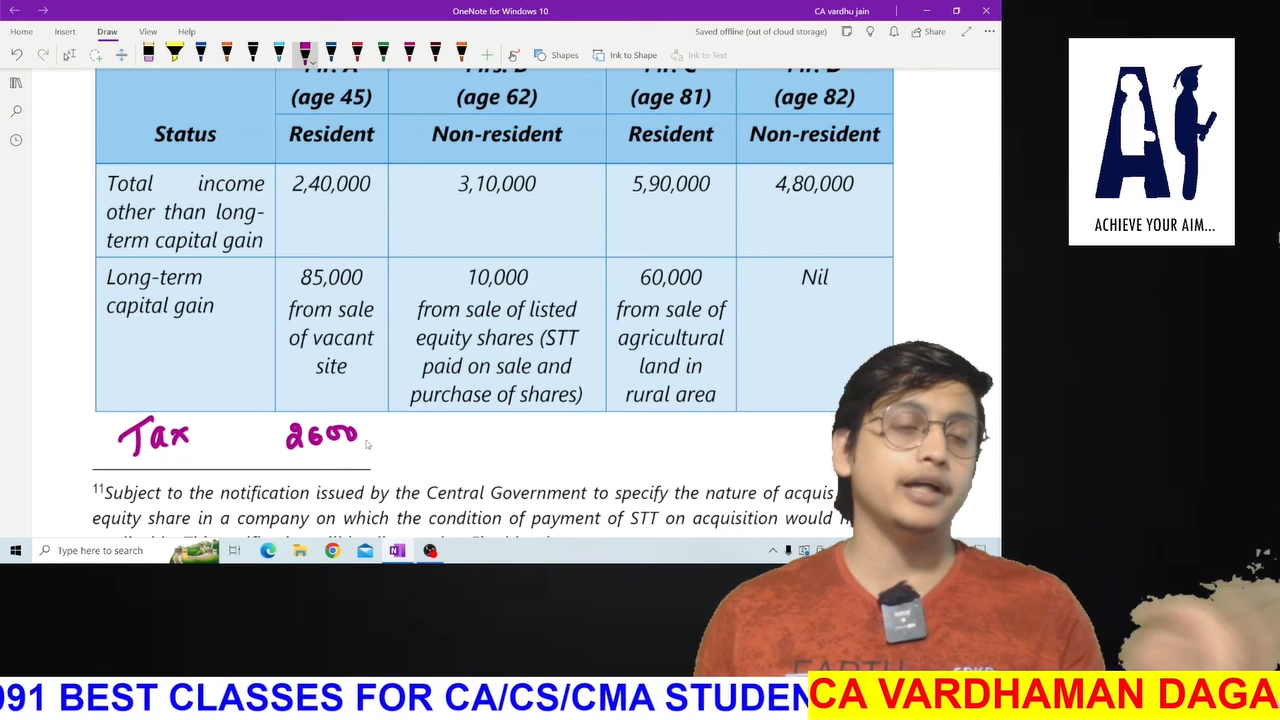 OneNote for Windows 10
CA vardhu jain
Home Insert Draw View Help
Saved offline (out of cloud storage)
Share
Shapes Ink to Shape Ink to Text
(age 45) (age 62) (age 81) (age 82)
Status Resident Non-resident Resident Non-resident
Total income other than long-term capital gain 2,40,000 3,10,000 5,90,000 4,80,000
Long-term capital gain
85,000
from sale
of vacant
site
10,000
from sale of listed
equity shares (STT
paid on sale and
purchase of shares)
60,000
from sale of
agricultural
land in
rural area
Nil
Tax 2600
11Subject to the notification issued by the Central Government to specify the nature of acquis
equity share in a company on which the condition of payment of STT on acquisition would
Type here to search
ACHIEVE YOUR AIM...
091 BEST CLASSES FOR CA/CS/CMA STUDEN
CA VARDHAMAN DAGA